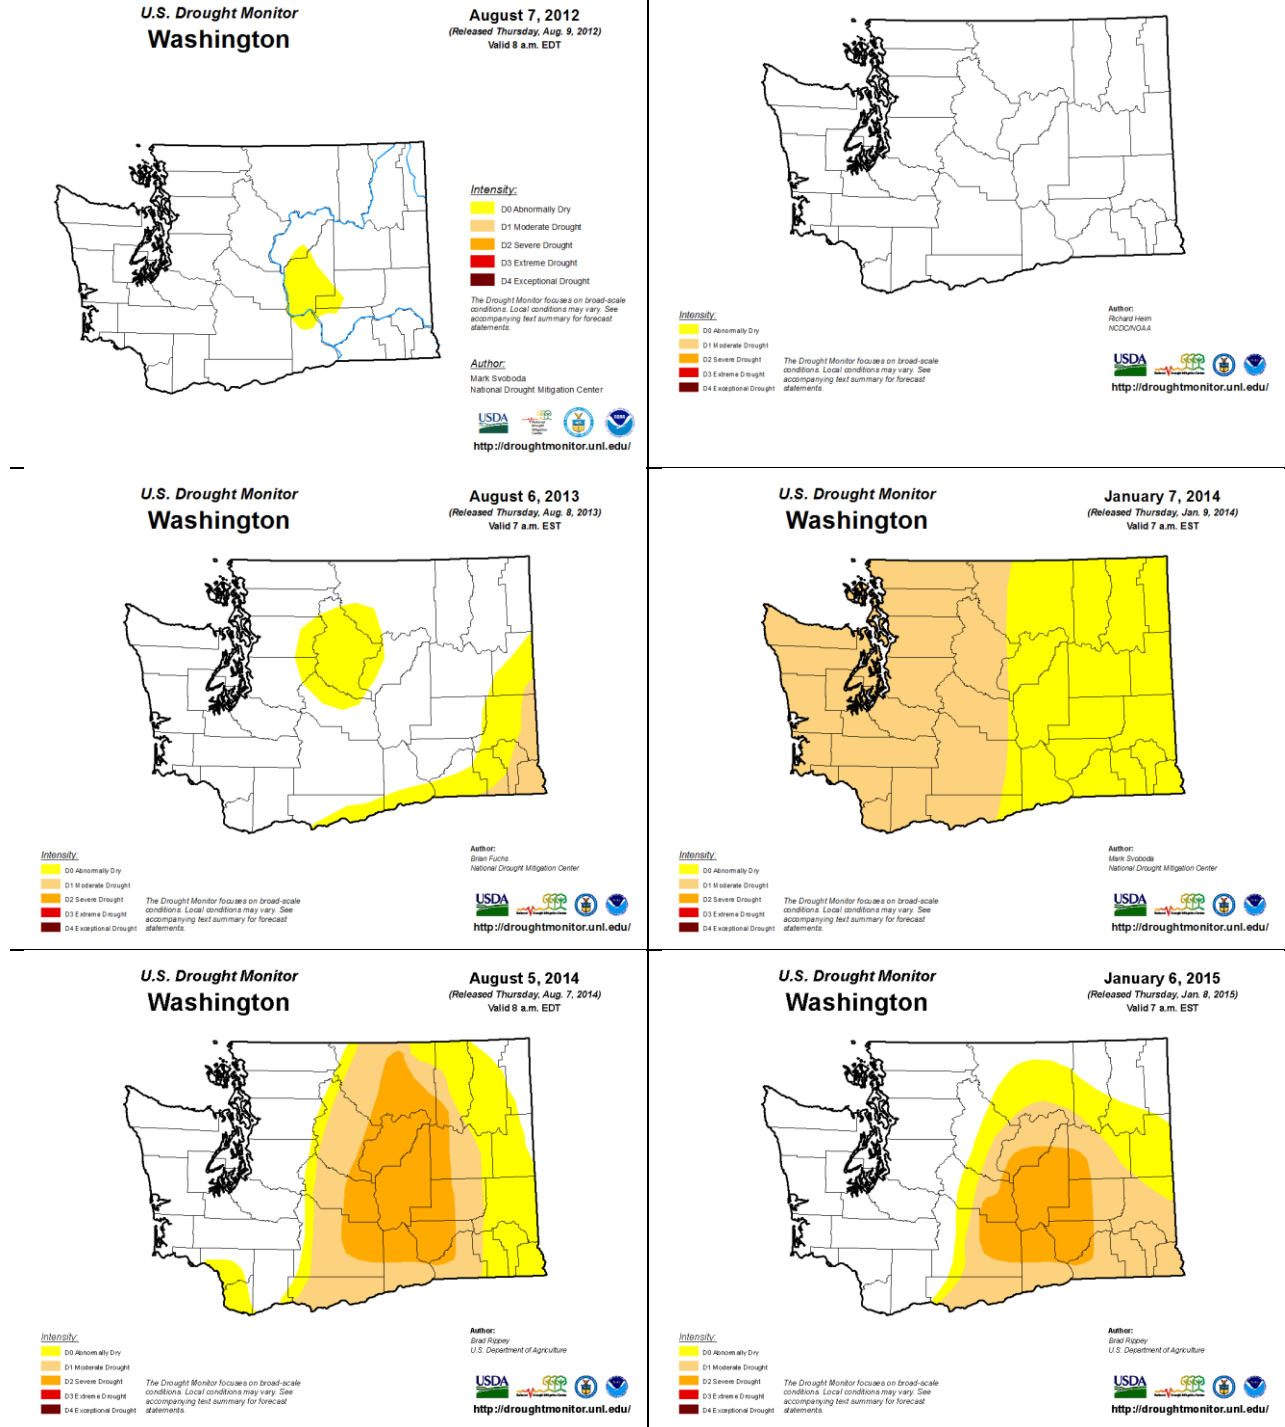 U.S. Drought Monitor
Washington
August 7, 2012
(Released Thursday, Aug. 9, 2012)
Valid 8 a.m. EDT
Intensity:
D0 Abnormally Dry
D1 Moderate Drought
D2 Severe Drought
D3 Extreme Drought
D4 Exceptional Drought
The Drought Monitor focuses on broad-scale
conditions. Local conditions may vary. See
accompanying text summary for forecast
statements.
Author:
Mark Svoboda
National Drought Mitigation Center
USDA
http://droughtmonitor.unl.edu/
Intensity:
D0 Abnormally Dry
D1 Moderate Drought
D2 Severe Drought
D3 Extreme Drought
D4 Exceptional Drought
The Drought Monitor focuses on broad-scale
conditions. Local conditions may vary. See
accompanying text summary for forecast
statements.
Author:
Richard Heim
NCDC/NOAA
USDA
http://droughtmonitor.unl.edu/
U.S. Drought Monitor
Washington
August 6, 2013
(Released Thursday, Aug. 8, 2013)
Valid 7 a.m. EST
Intensity:
D0 Abnormally Dry
D1 Moderate Drought
D2 Severe Drought
D3 Extreme Drought
D4 Exceptional Drought
The Drought Monitor focuses on broad-scale
conditions. Local conditions may vary. See
accompanying text summary for forecast
statements.
Author:
Brian Fuchs
National Drought Mitigation Center
USDA
http://droughtmonitor.unl.edu/
U.S. Drought Monitor
Washington
January 7, 2014
(Released Thursday, Jan. 9, 2014)
Valid 7 a.m. EST
Intensity:
D0 Abnormally Dry
D1 Moderate Drought
D2 Severe Drought
D3 Extreme Drought
D4 Exceptional Drought
The Drought Monitor focuses on broad-scale
conditions. Local conditions may vary. See
accompanying text summary for forecast
statements.
Author:
Mark Svoboda
National Drought Mitigation Center
USDA
http://droughtmonitor.unl.edu/
U.S. Drought Monitor
Washington
August 5, 2014
(Released Thursday, Aug. 7, 2014)
Valid 8 a.m. EDT
Intensity:
D0 Abnormally Dry
D1 Moderate Drought
D2 Severe Drought
D3 Extreme Drought
D4 Exceptional Drought
The Drought Monitor focuses on broad-scale
conditions. Local conditions may vary. See
accompanying text summary for forecast
statements.
Author:
Brad Rippey
U.S. Department of Agriculture
USDA
http://droughtmonitor.unl.edu/
U.S. Drought Monitor
Washington
January 6, 2015
(Released Thursday, Jan. 8, 2015)
Valid 7 a.m. EST
Intensity:
D0 Abnormally Dry
D1 Moderate Drought
D2 Severe Drought
D3 Extreme Drought
D4 Exceptional Drought
The Drought Monitor focuses on broad-scale
conditions. Local conditions may vary. See
accompanying text summary for forecast
statements.
Author:
Brad Rippey
U.S. Department of Agriculture
USDA
http://droughtmonitor.unl.edu/